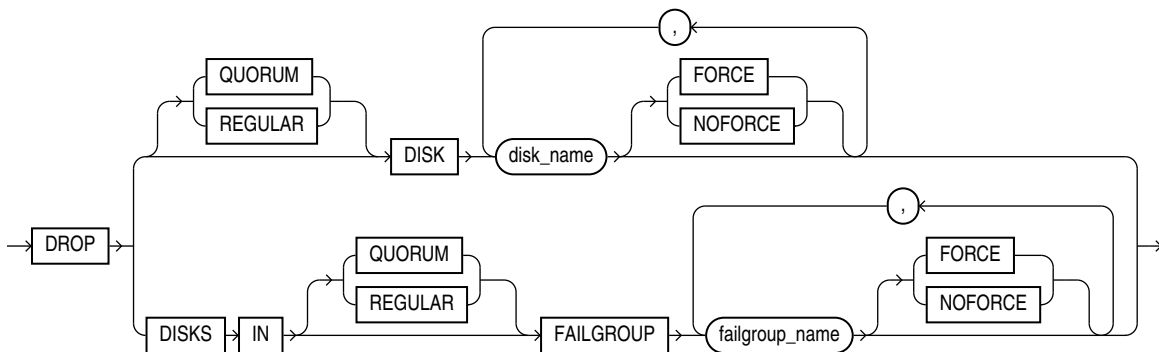 ,
QUORUM
FORCE
REGULAR
NOFORCE
DISK
disk_name
,
DROP
QUORUM
FORCE
REGULAR
NOFORCE
DISKS
IN
FAILGROUP
failgroup_name